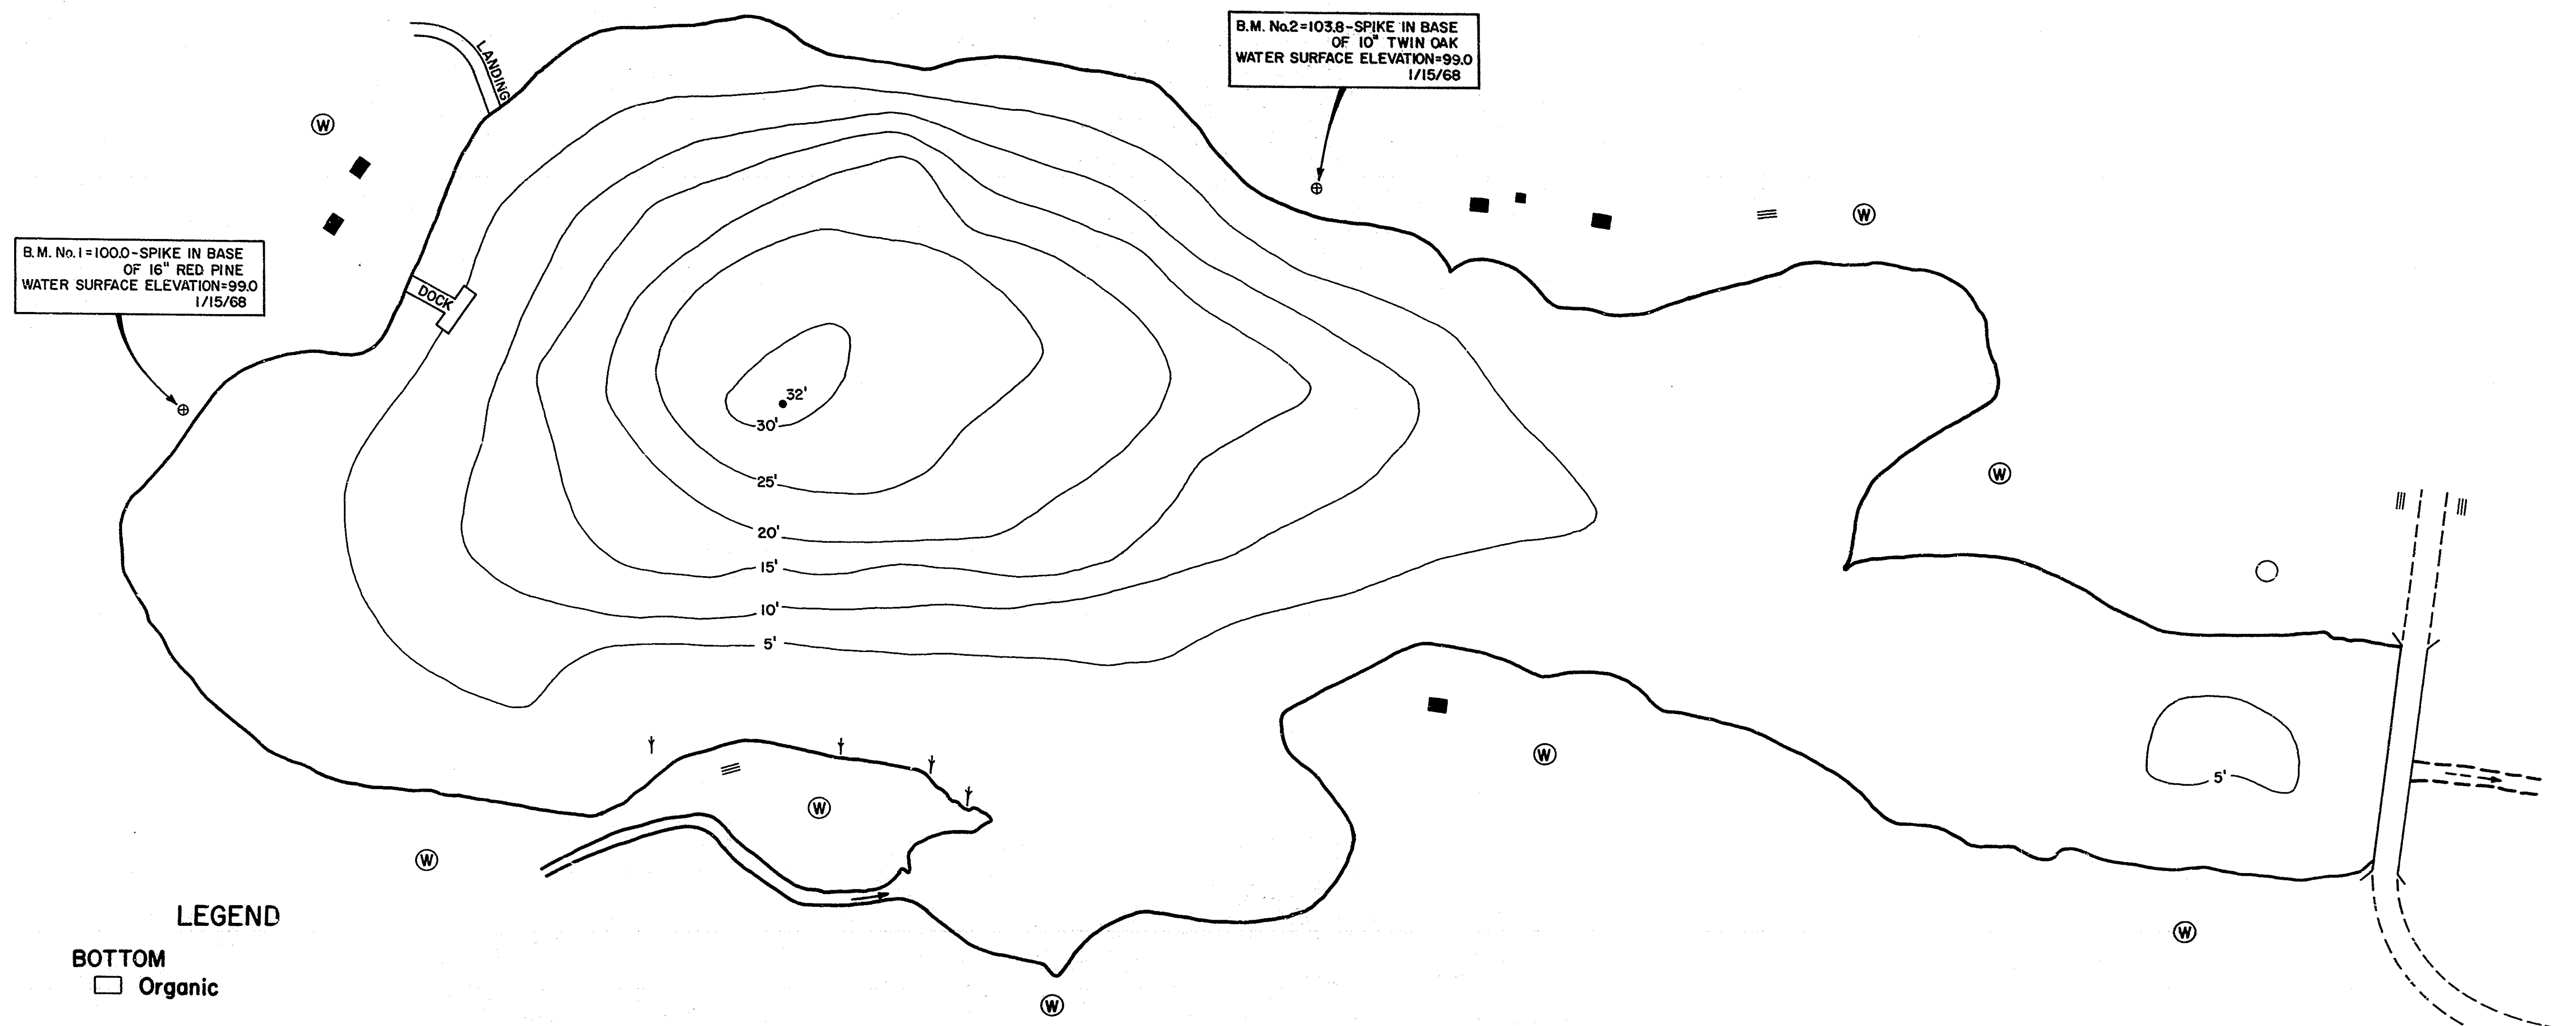 B.M. No.2=103.8-SPIKE IN BASE
OF 10" TWIN OAK
WATER SURFACE ELEVATION=99.0
1/15/68
LANDING
W
W
B.M. No.1=100.0-SPIKE IN BASE
OF 16" RED PINE
WATER SURFACE ELEVATION=99.0
1/15/68
DOCK
32'
30'
W
25'
20'
15'
10'
5'
W
5'
W
W
LEGEND
W
BOTTOM
Organic
W